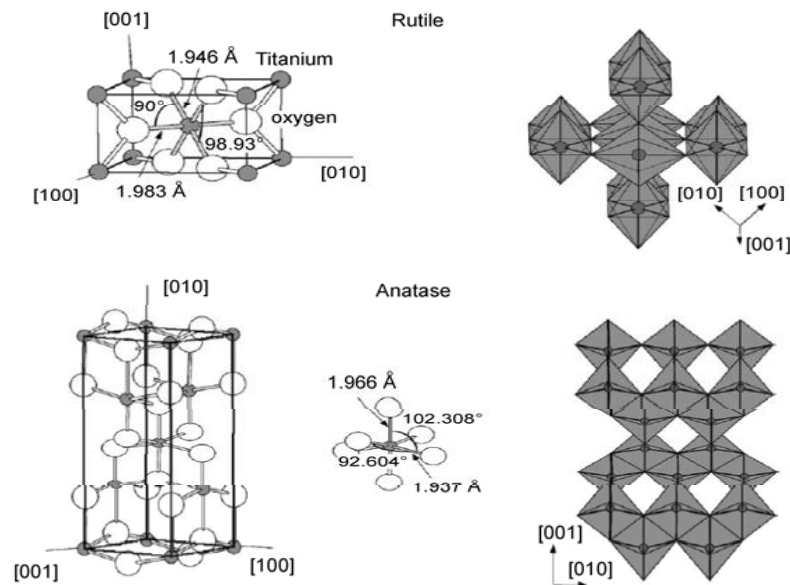 [001]
Rutile
1.946 Å
Titanium
90°
oxygen
98.93°
[010]
[100]
1.983 Å
[010]
[100]
[001]
[010]
Anatase
1.966 Å
102.308°
92.604°
1.937 Å
[001]
[100]
[001]
[010]